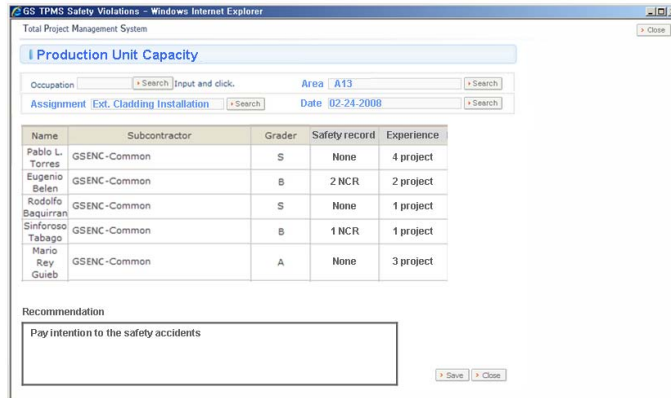 GS TPMS Safety Violations - Windows Internet Explorer
Total Project Management System
Close
Production Unit Capacity
Occupation Search Input and click. Area A13 Search
Assignment Ext. Cladding Installation Search Date 02-24-2008 Search
Name Subcontractor Grader Safety record Experience
Pablo L. Torres GSENC-Common S None 4 project
Eugenio Belen GSENC-Common B 2 NCR 2 project
Rodolfo Baquirran GSENC-Common S None 1 project
Sinforoso Tabago GSENC-Common B 1 NCR 1 project
Mario Rey Guieb GSENC-Common A None 3 project
Recommendation
Pay intention to the safety accidents
Save Close